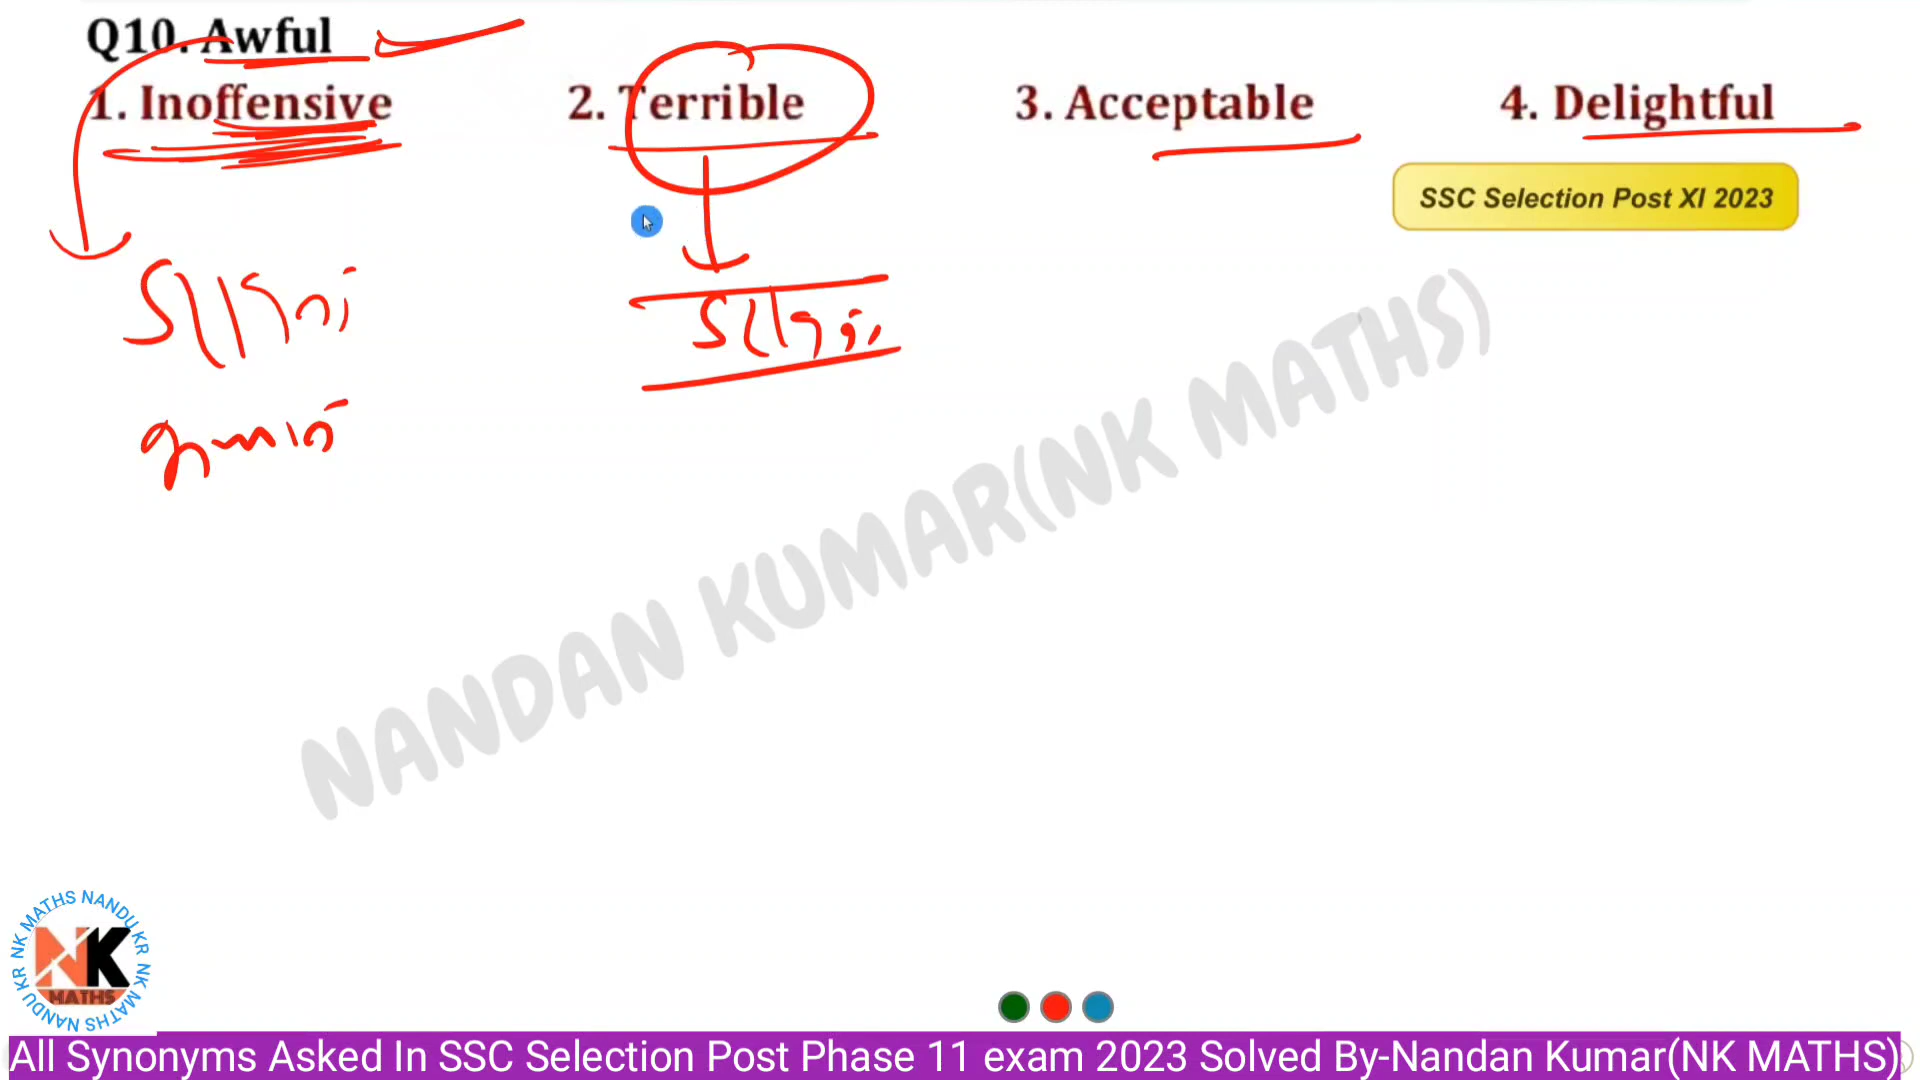 Q10. Awful
1. Inoffensive 2. Terrible 3. Acceptable 4. Delightful
SSC Selection Post XI 2023
NANDAN KUMAR(NK MATHS)
NK MATHS NANDU KR NK MATHS NANDU KR
NK
MATHS
All Synonyms Asked In SSC Selection Post Phase 11 exam 2023 Solved By-Nandan Kumar(NK MATHS)